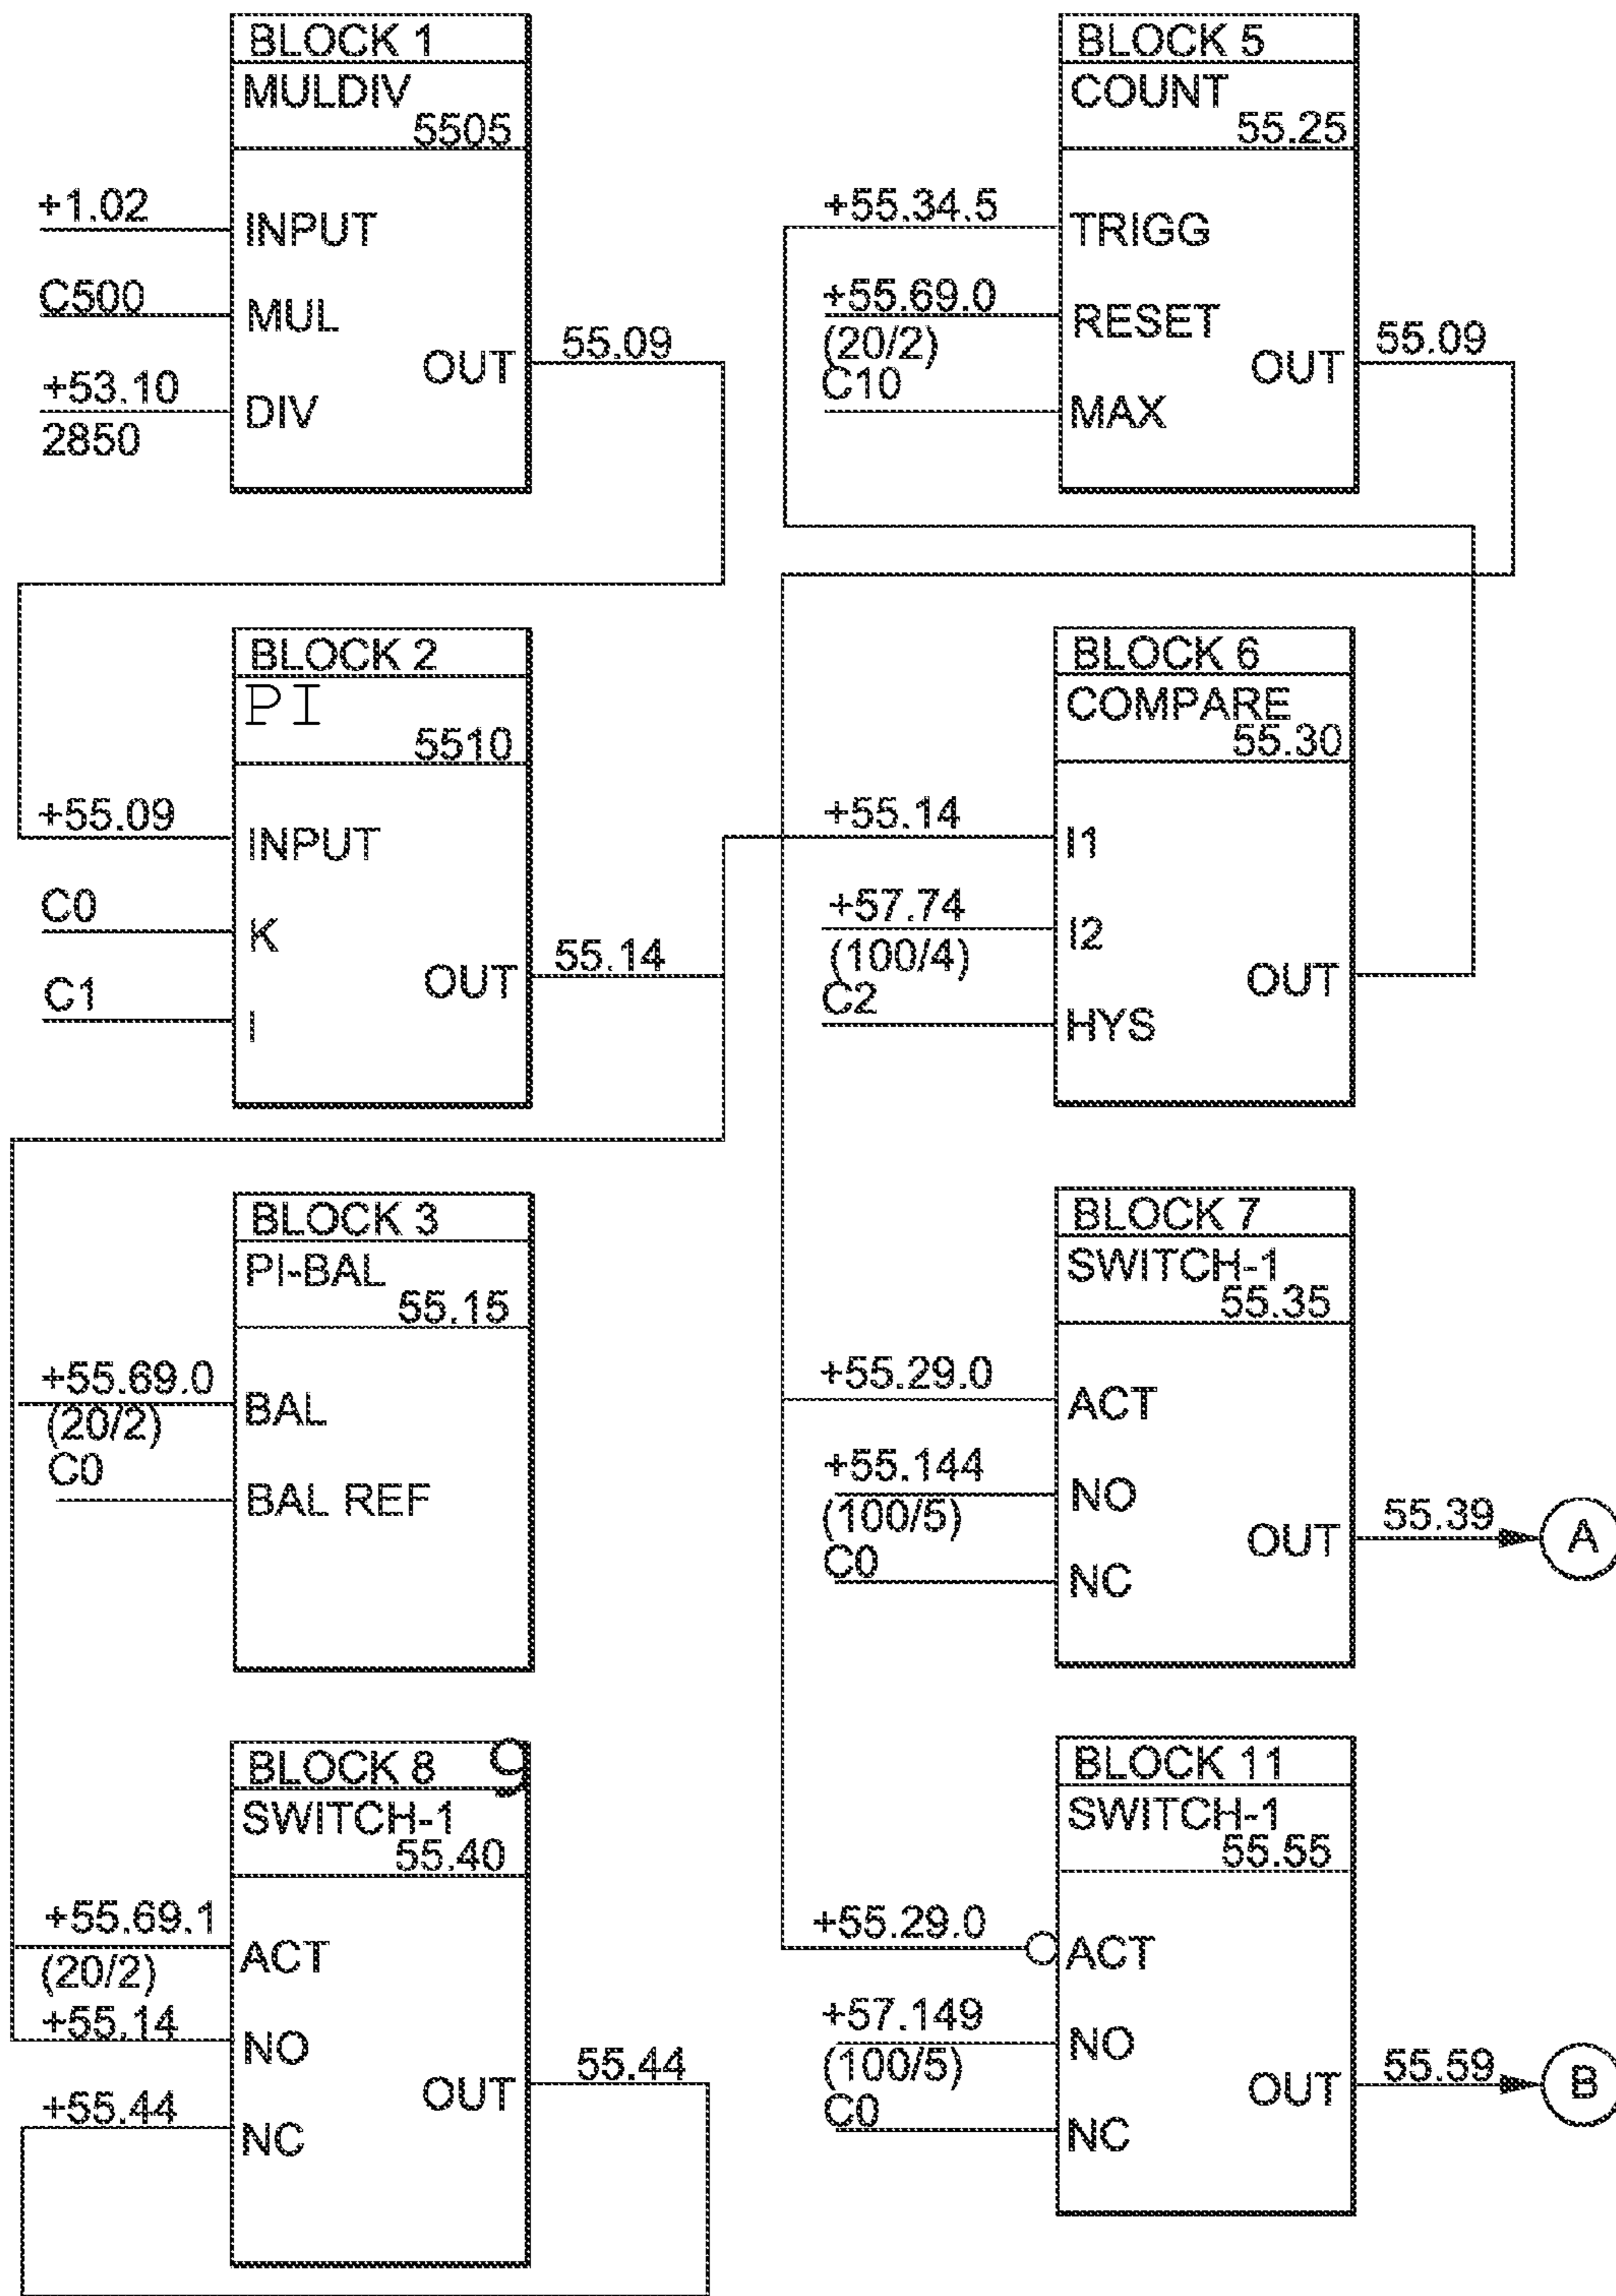 BLOCK 1
MULDIV
5505
+1.02
INPUT
C500
MUL
OUT
55.09
+53.10
DIV
2850
BLOCK 5
COUNT
55.25
+55.34.5
TRIGG
+55.69.0
RESET
(20/2)
OUT
55.09
C10
MAX
BLOCK 2
PI
5510
+55.09
INPUT
C0
K
OUT
55.14
C1
I
BLOCK 6
COMPARE
55.30
+55.14
I1
+57.74
I2
(100/4)
OUT
C2
HYS
BLOCK 3
PI-BAL
55.15
+55.69.0
BAL
(20/2)
C0
BAL REF
BLOCK 7
SWITCH-1
55.35
+55.29.0
ACT
+55.144
NO
(100/5)
OUT
55.39
A
C0
NC
BLOCK 8
9
SWITCH-1
55.40
+55.69.1
ACT
(20/2)
+55.14
NO
OUT
55.44
+55.44
NC
BLOCK 11
SWITCH-1
55.55
+55.29.0
ACT
+57.149
NO
(100/5)
OUT
55.59
B
C0
NC